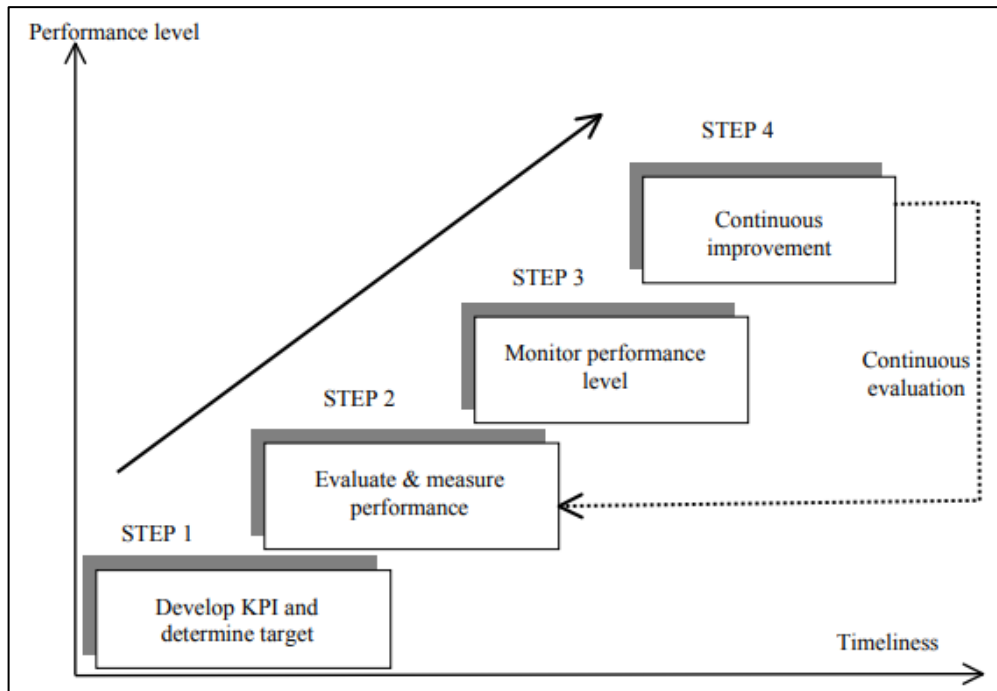 Performance level
STEP 4
Continuous
improvement
STEP 3
Monitor performance
level
Continuous
evaluation
STEP 2
Evaluate & measure
performance
STEP 1
Develop KPI and
determine target
Timeliness